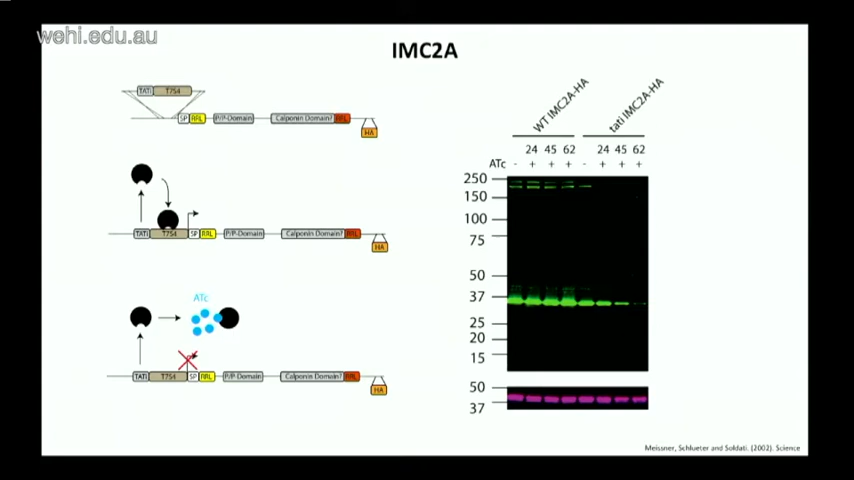 wehi.edu.au
IMC2A
TATi T7S4
SP RRL P/P-Domain Calponin Domain? RRL
HA
TATi T7S4 SP RRL P/P-Domain Calponin Domain? RRL
HA
ATc
TATi T7S4 SP RRL P/P-Domain Calponin Domain? RRL
HA
WT IMC2A-HA
tati IMC2A-HA
24 45 62 24 45 62
ATc - + + + - + + +
250
150
100
75
50
37
25
20
15
50
37
Meissner, Schlueter and Soldati. (2002). Science